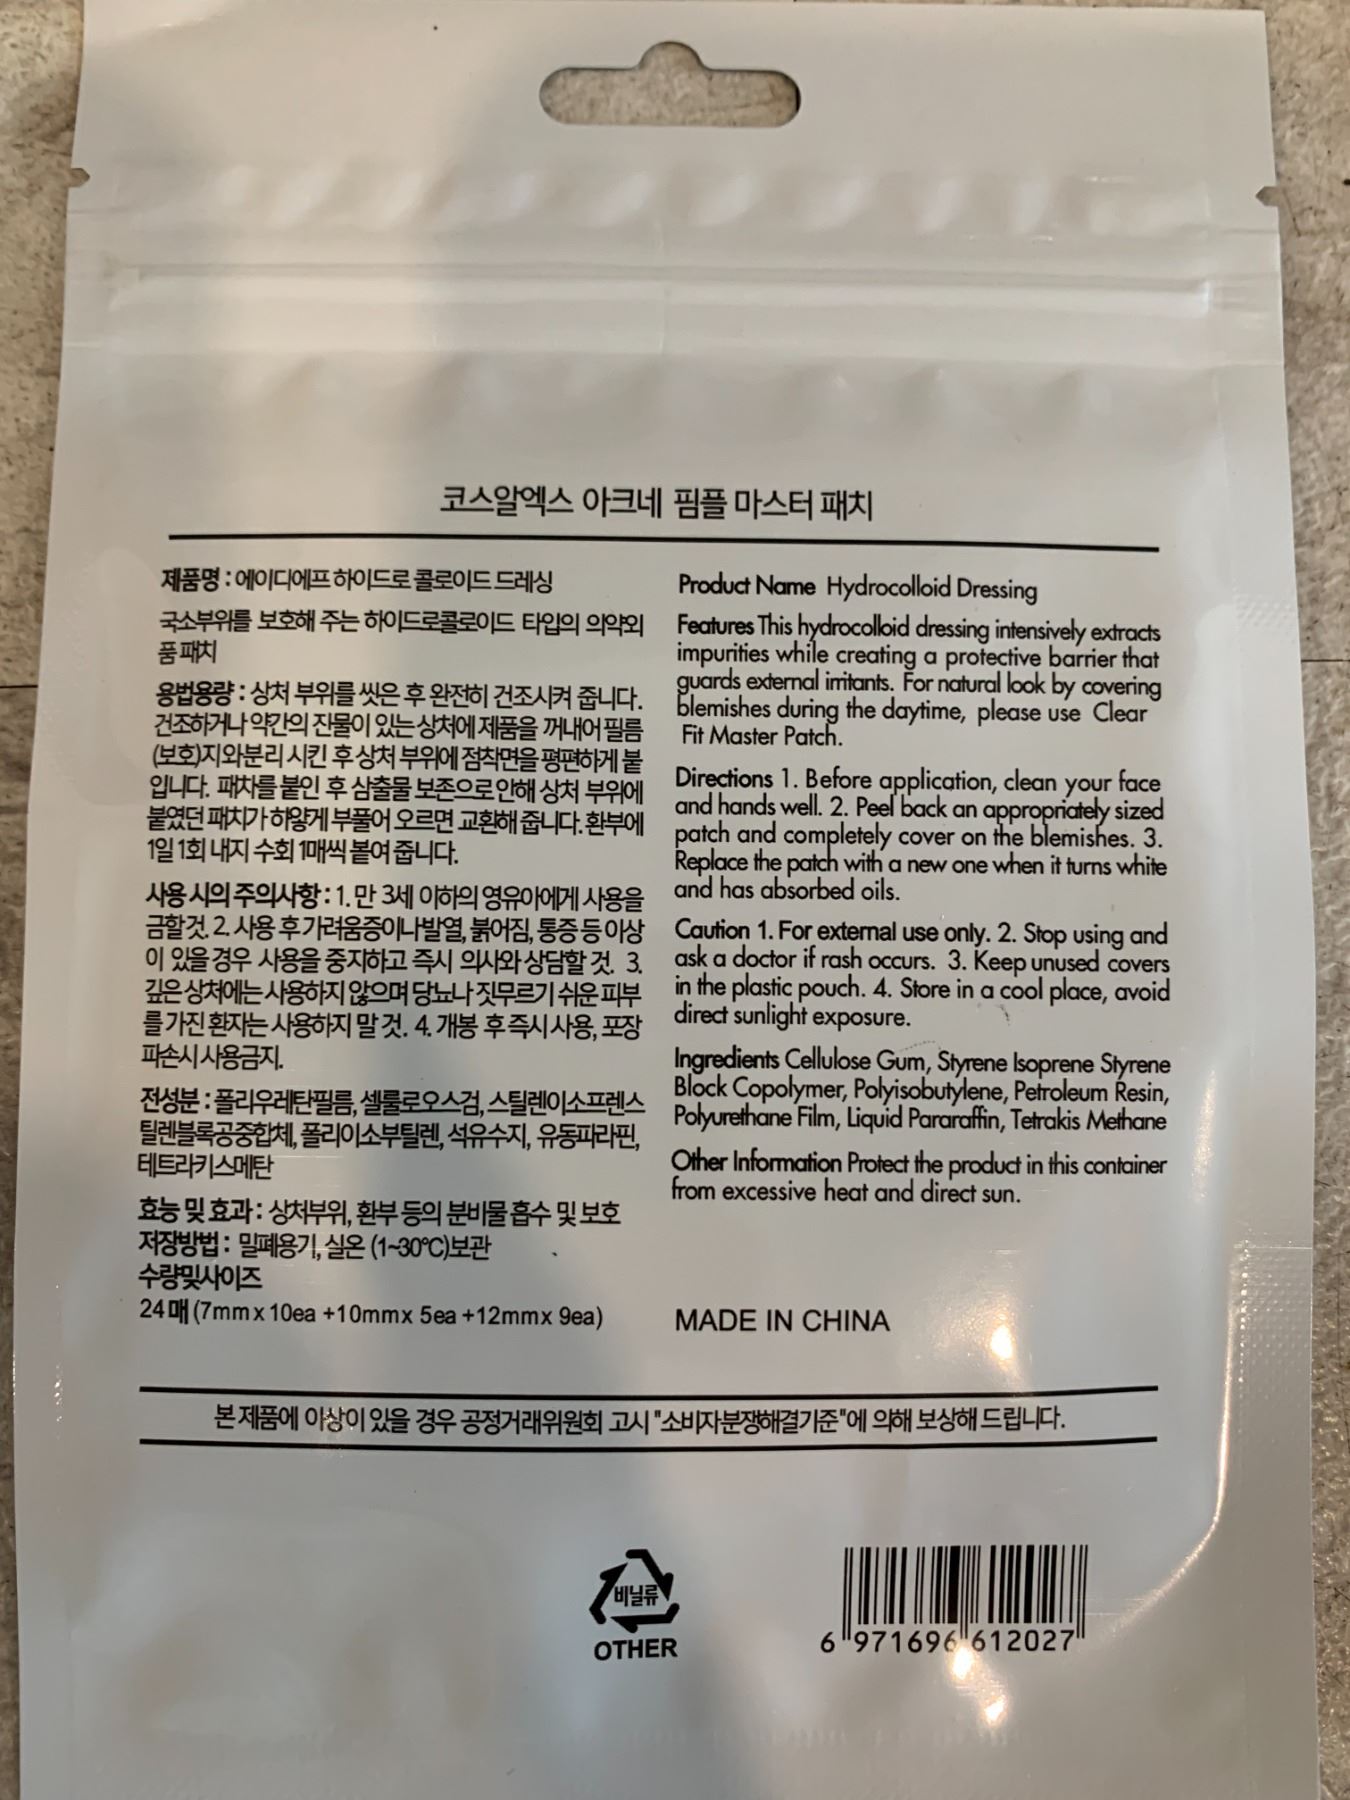 코스알엑스 아크네 핌플 마스터 패치
제품명 : 에이디에프 하이드로 콜로이드 드레싱
국소부위를 보호해 주는 하이드로콜로이드 타입의 의약외
품 패치
용법용량 : 상처 부위를 씻은 후 완전히 건조시켜 줍니다.
건조하거나 약간의 진물이 있는 상처에 제품을 꺼내어 필름
(보호)지와 분리 시킨 후 상처 부위에 점착면을 평편하게 붙
입니다. 패차를 붙인 후 삼출물 보존으로 인해 상처 부위에
붙였던 패치가 하얗게 부풀어 오르면 교환해 줍니다. 환부에
1일 1회 내지 수회 1매씩 붙여 줍니다.
사용 시의 주의사항 : 1. 만 3세 이하의 영유아에게 사용을
금할것. 2. 사용 후 가려움증이나 발열, 붉어짐, 통증 등 이상
이 있을 경우 사용을 중지하고 즉시 의사와 상담할 것. 3.
깊은 상처에는 사용하지 않으며 당뇨나 짓무르기 쉬운 피부
를 가진 환자는 사용하지 말 것. 4. 개봉 후 즉시 사용, 포장
파손시 사용금지.
전성분 : 폴리우레탄필름, 셀룰로오스검, 스틸렌이소프렌스
틸렌블록공중합체, 폴리이소부틸렌, 석유수지, 유동파라핀,
테트라키스메탄
효능 및 효과 : 상처부위, 환부 등의 분비물 흡수 및 보호
저장방법 : 밀폐용기, 실온 (1~30℃)보관
수량및사이즈
24매 (7mm x 10ea +10mm x 5ea +12mm x 9ea)
Product Name Hydrocolloid Dressing
Features This hydrocolloid dressing intensively extracts
impurities while creating a protective barrier that
guards external irritants. For natural look by covering
blemishes during the daytime, please use Clear
Fit Master Patch.
Directions 1. Before application, clean your face
and hands well. 2. Peel back an appropriately sized
patch and completely cover on the blemishes. 3.
Replace the patch with a new one when it turns white
and has absorbed oils.
Caution 1. For external use only. 2. Stop using and
ask a doctor if rash occurs. 3. Keep unused covers
in the plastic pouch. 4. Store in a cool place, avoid
direct sunlight exposure.
Ingredients Cellulose Gum, Styrene Isoprene Styrene
Block Copolymer, Polyisobutylene, Petroleum Resin,
Polyurethane Film, Liquid Pararaffin, Tetrakis Methane
Other Information Protect the product in this container
from excessive heat and direct sun.
MADE IN CHINA
본 제품에 이상이 있을 경우 공정거래위원회 고시 "소비자분쟁해결기준"에 의해 보상해 드립니다.
비닐류
OTHER
6 971696 612027